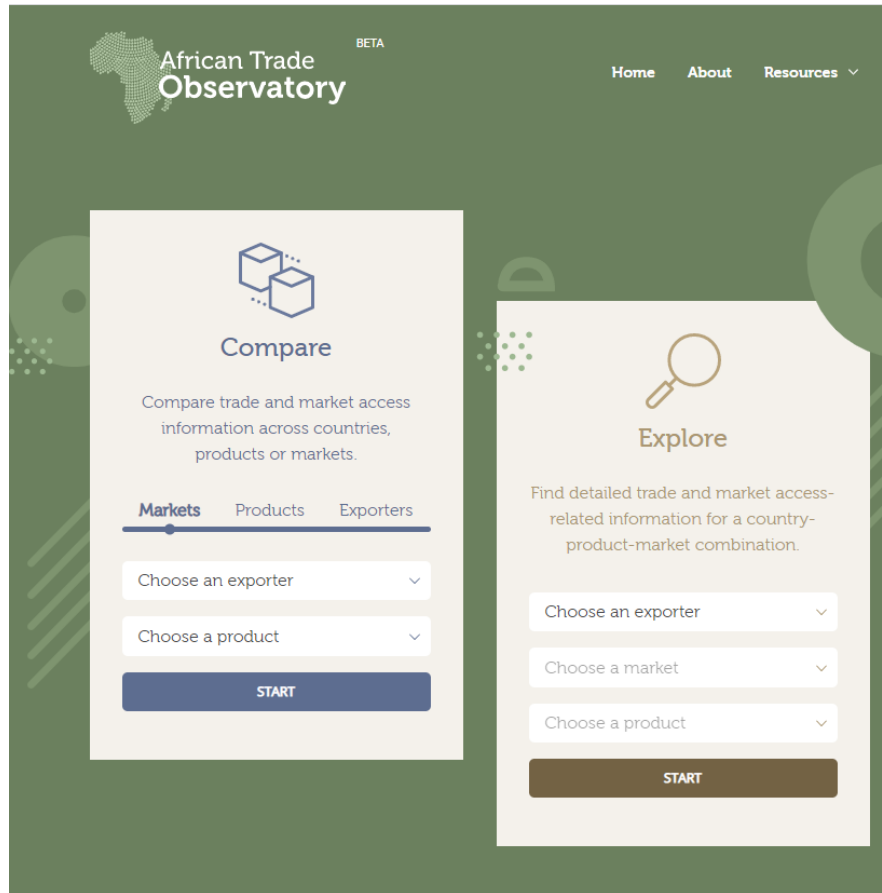 African Trade
Observatory
BETA
Home About Resources
Compare
Compare trade and market access
information across countries,
products or markets.
Markets Products Exporters
Choose an exporter
Choose a product
START
Explore
Find detailed trade and market access-
related information for a country-
product-market combination.
Choose an exporter
Choose a market
Choose a product
START